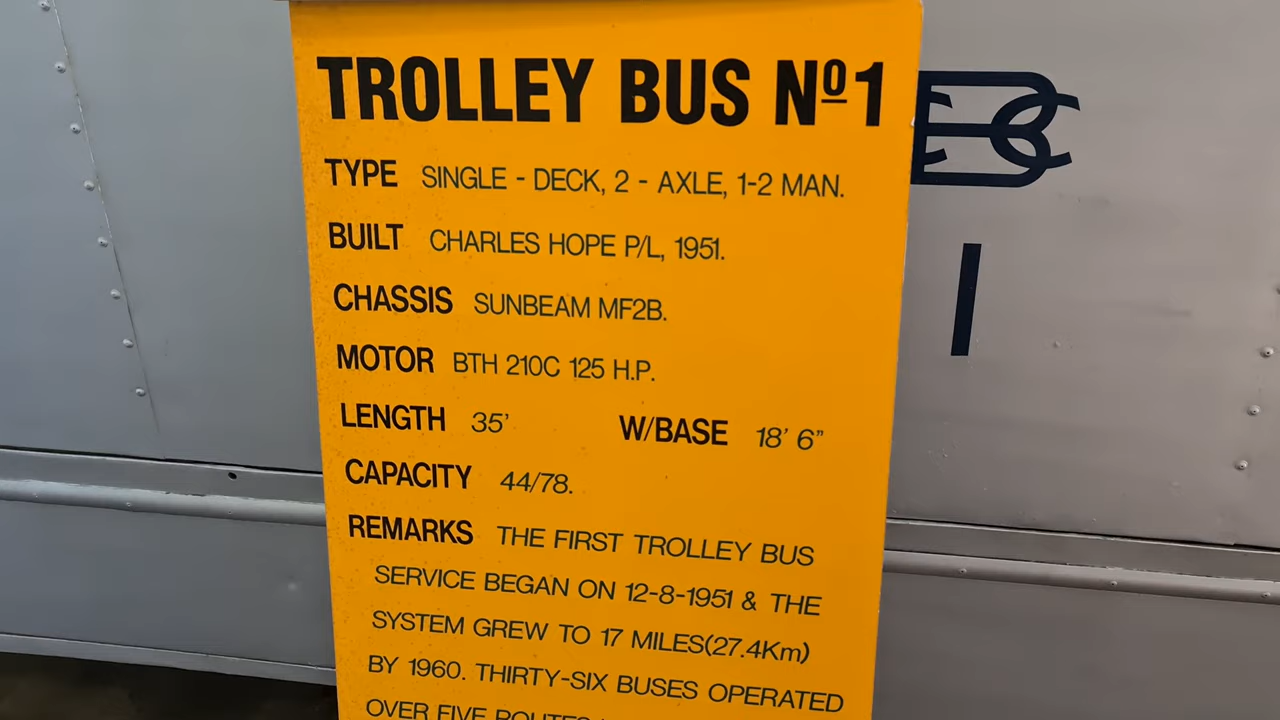 TROLLEY BUS Nº1
TYPE SINGLE - DECK, 2 - AXLE, 1-2 MAN.
BUILT CHARLES HOPE P/L, 1951.
CHASSIS SUNBEAM MF2B.
MOTOR BTH 210C 125 H.P.
LENGTH 35' W/BASE 18' 6"
CAPACITY 44/78.
REMARKS THE FIRST TROLLEY BUS
SERVICE BEGAN ON 12-8-1951 & THE
SYSTEM GREW TO 17 MILES(27.4Km)
BY 1960. THIRTY-SIX BUSES OPERATED
OVER FIVE ROUTES
1